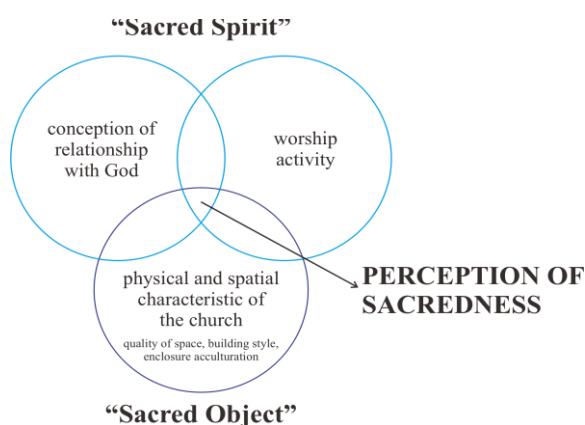 “Sacred Spirit”
conception of
relationship
with God
worship
activity
physical and spatial
characteristic of
the church
quality of space, building style,
enclosure acculturation
PERCEPTION OF
SACREDNESS
“Sacred Object”